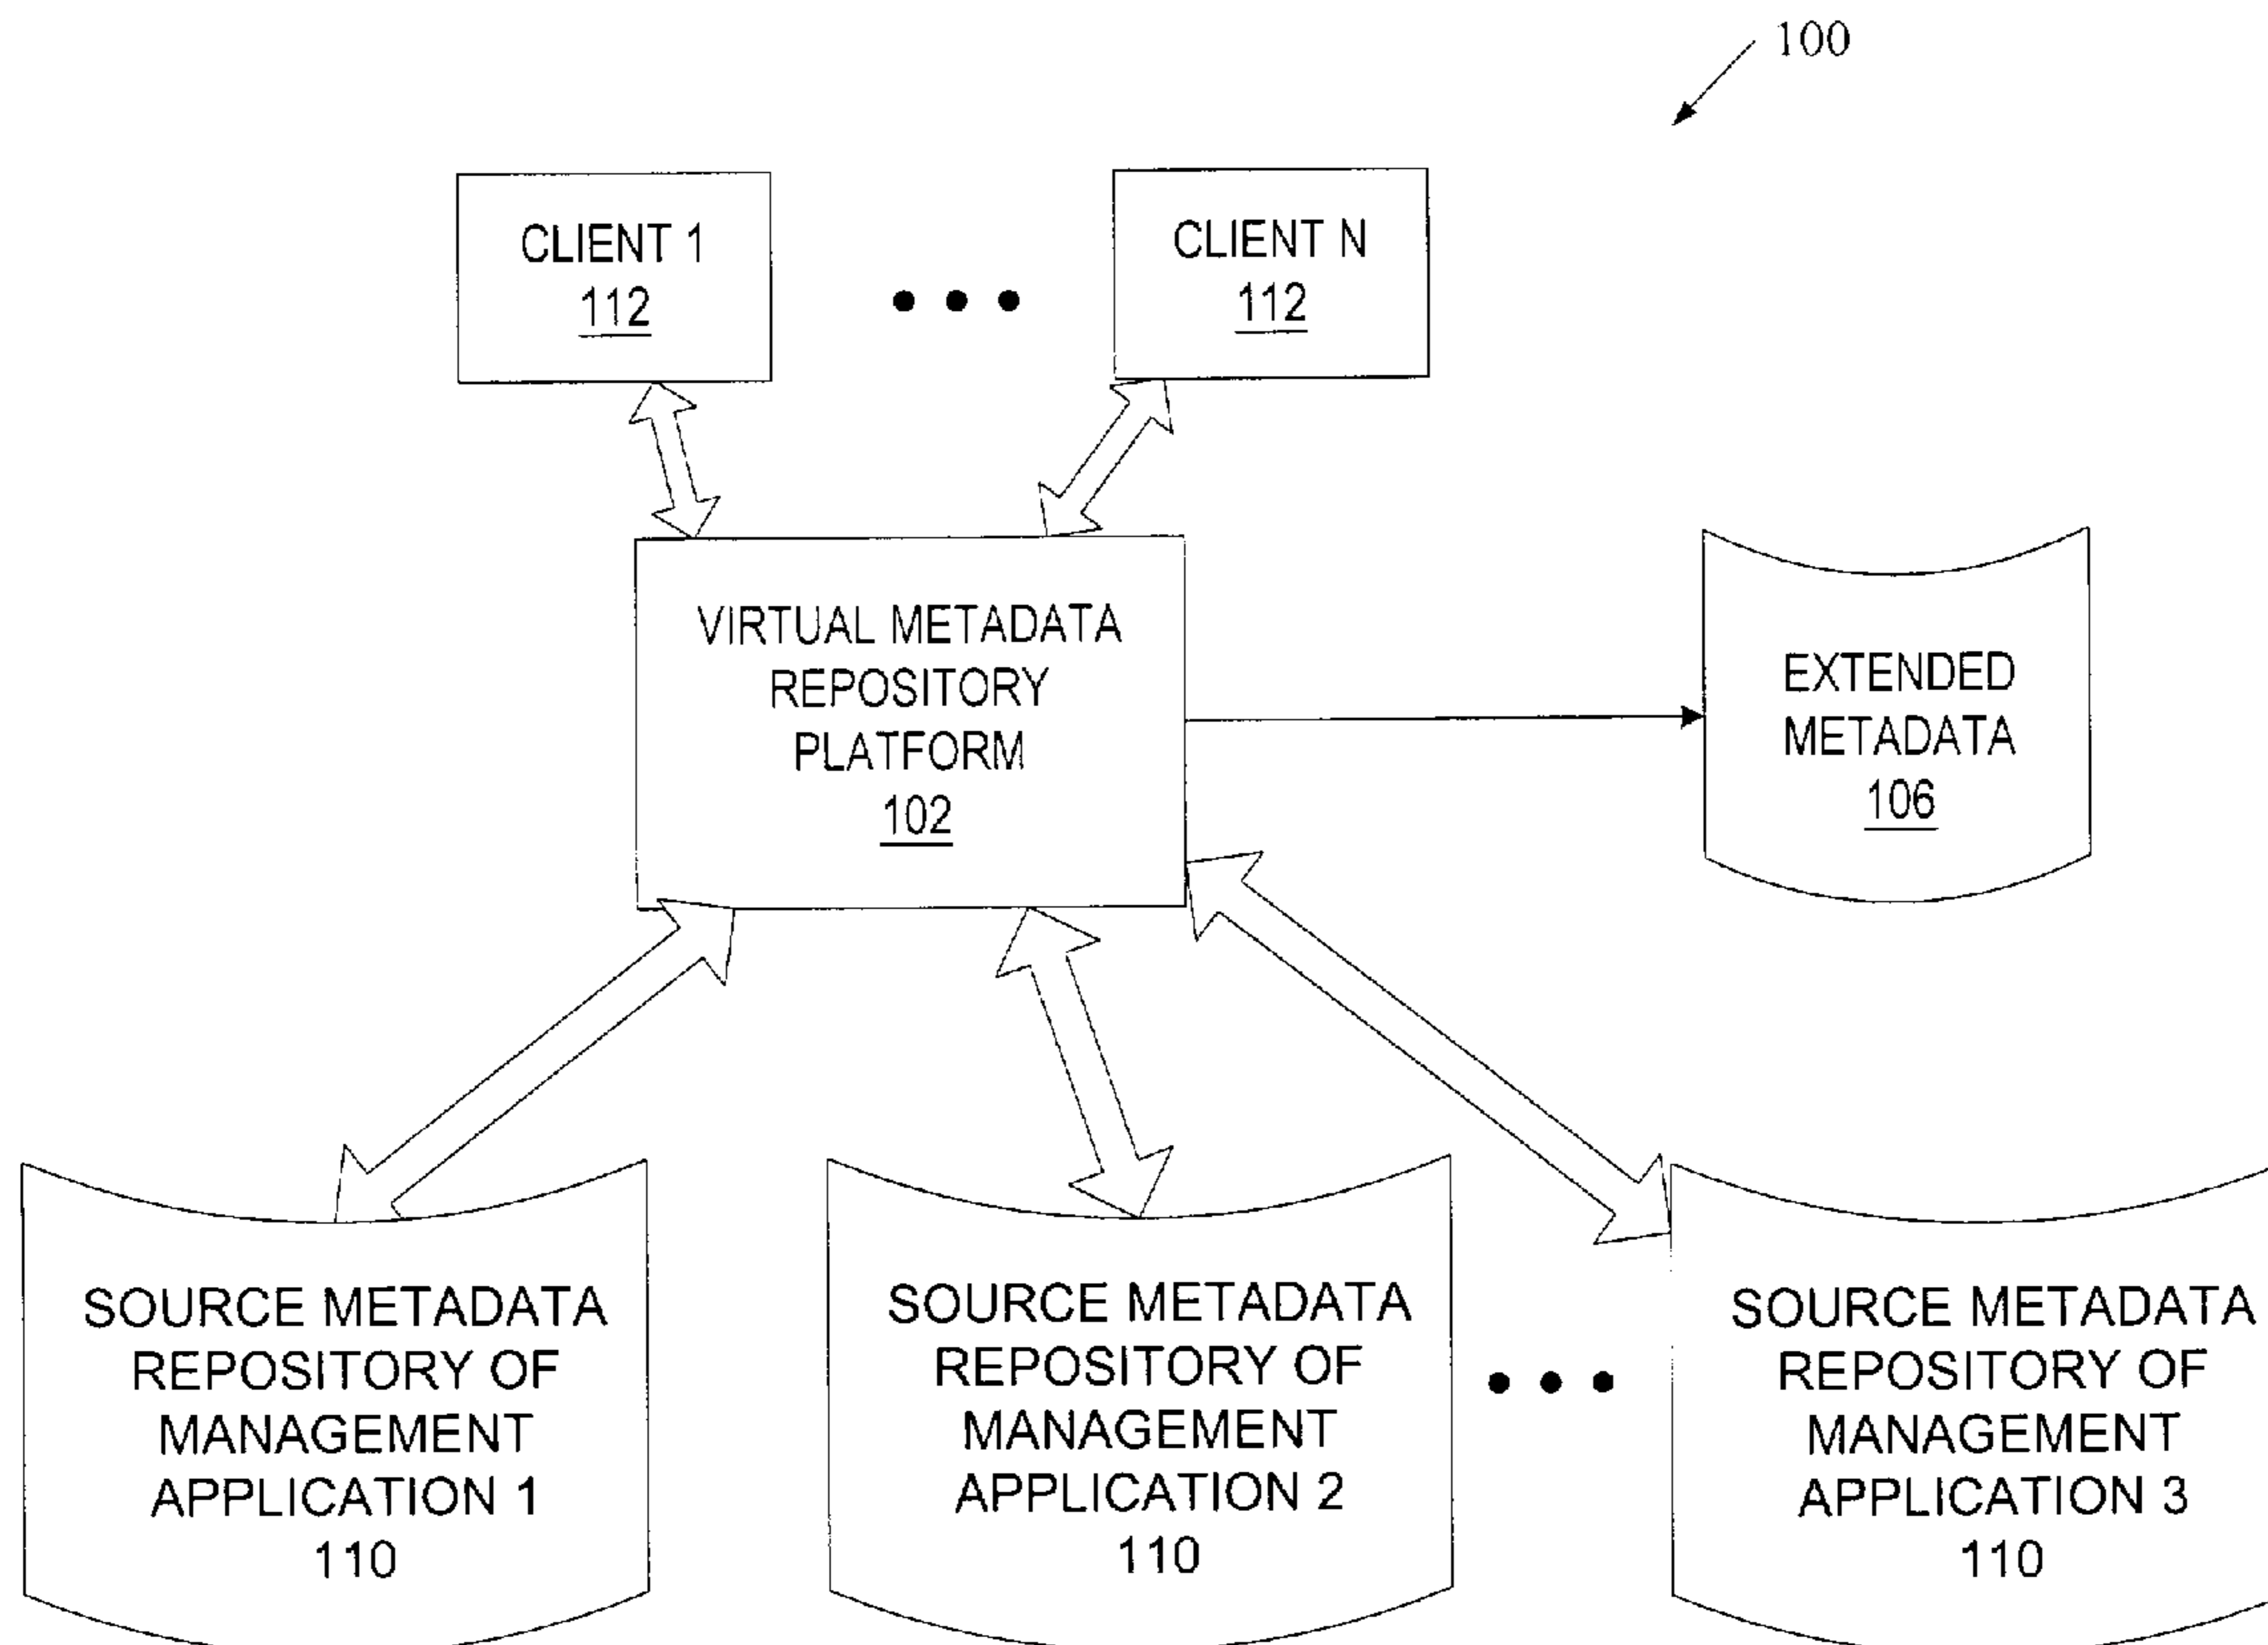 100
CLIENT 1
112
CLIENT N
112
VIRTUAL METADATA
REPOSITORY
PLATFORM
102
EXTENDED
METADATA
106
SOURCE METADATA
REPOSITORY OF
MANAGEMENT
APPLICATION 1
110
SOURCE METADATA
REPOSITORY OF
MANAGEMENT
APPLICATION 2
110
SOURCE METADATA
REPOSITORY OF
MANAGEMENT
APPLICATION 3
110